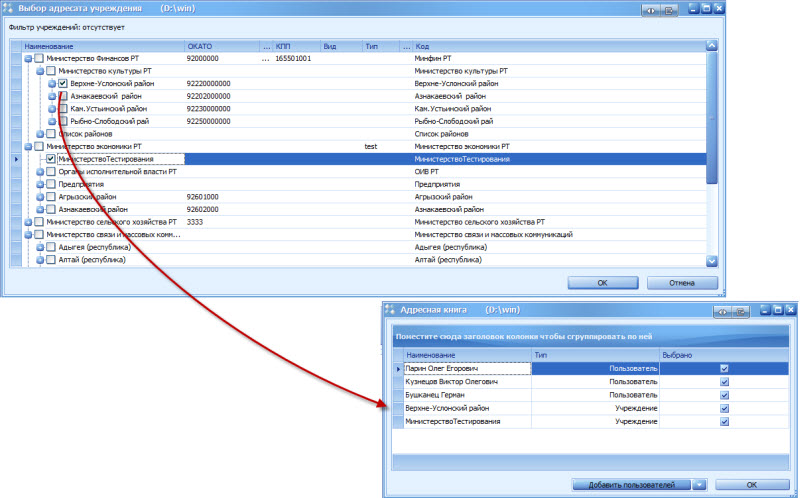 Выбор адресата учреждения (D:\win)
Фильтр учреждений: отсутствует
Наименование ОКАТО ... КПП Вид Тип ... Код
Министерство Финансов РТ 92000000 ... 165501001 Минфин РТ
Министерство культуры РТ Министерство культуры РТ
Верхне-Услонский район 92220000000 Верхне-Услонский район
Азнакаевский район 92202000000 Азнакаевский район
Кам.Устьинский район 92230000000 Кам.Устьинский район
Рыбно-Слободский рай 92250000000 Рыбно-Слободский рай
Список районов Список районов
Министерство экономики РТ test Министерство экономики РТ
МинистерствоТестирования МинистерствоТестирования
Органы исполнительной власти РТ ОИВ РТ
Предприятия Предприятия
Агрызский район 92601000 Агрызский район
Азнакаевский район 92602000 Азнакаевский район
Министерство сельского хозяйства РТ 3333 Министерство сельского хозяйства РТ
Министерство связи и массовых комм... Министерство связи и массовых коммуникаций
Адыгея (республика) Адыгея (республика)
Алтай (республика) Алтай (республика)
ОК Отмена
Адресная книга (D:\win)
Поместите сюда заголовок колонки чтобы сгруппировать по ней
Наименование Тип Выбрано
Парин Олег Егорович Пользователь
Кузнецов Виктор Олегович Пользователь
Бушканец Герман Пользователь
Верхне-Услонский район Учреждение
МинистерствоТестирования Учреждение
Добавить пользователей ОК